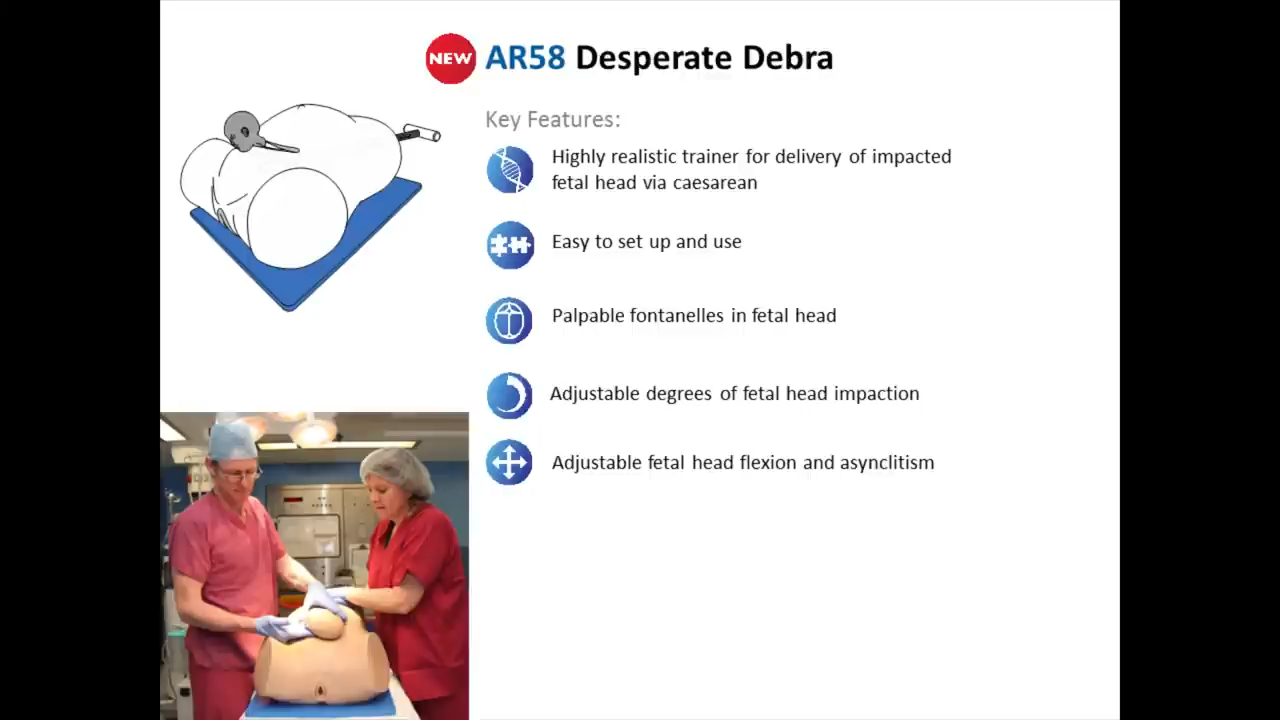 NEW AR58 Desperate Debra
Key Features:
Highly realistic trainer for delivery of impacted
fetal head via caesarean
Easy to set up and use
Palpable fontanelles in fetal head
Adjustable degrees of fetal head impaction
Adjustable fetal head flexion and asynclitism